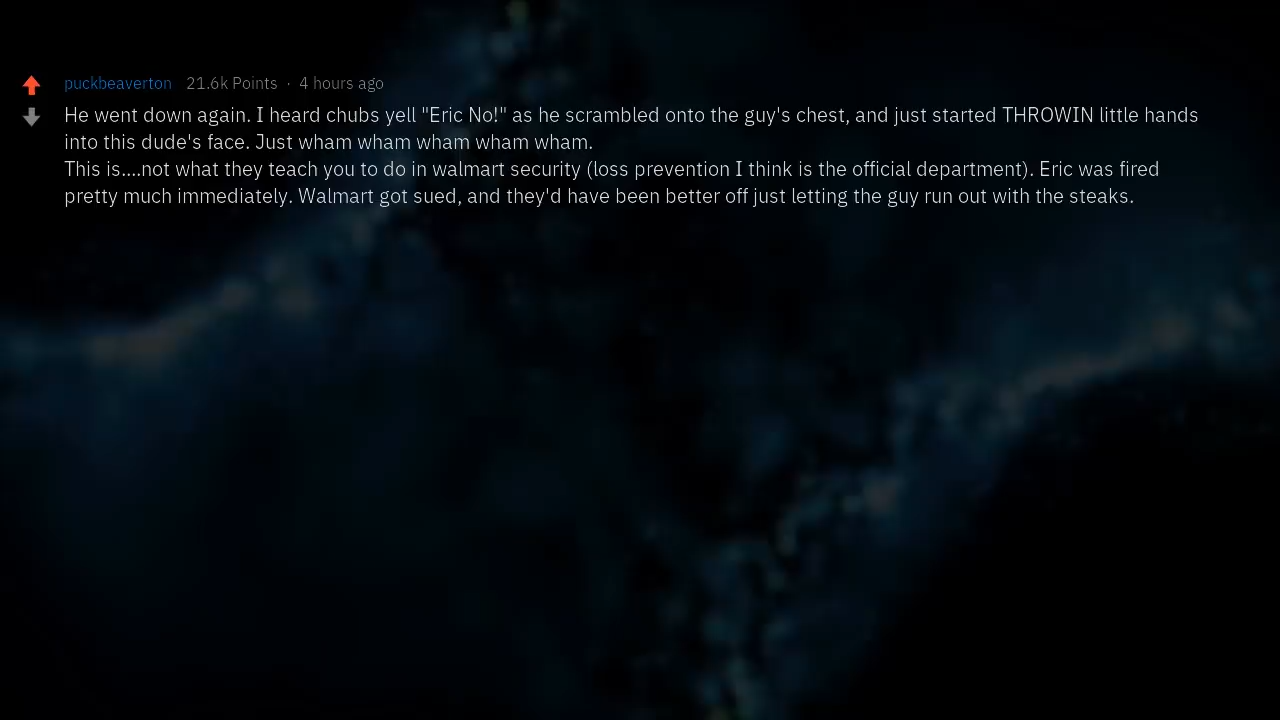 puckbeaverton 21.6k Points · 4 hours ago
He went down again. I heard chubs yell "Eric No!" as he scrambled onto the guy's chest, and just started THROWIN little hands
into this dude's face. Just wham wham wham wham wham.
This is....not what they teach you to do in walmart security (loss prevention I think is the official department). Eric was fired
pretty much immediately. Walmart got sued, and they'd have been better off just letting the guy run out with the steaks.